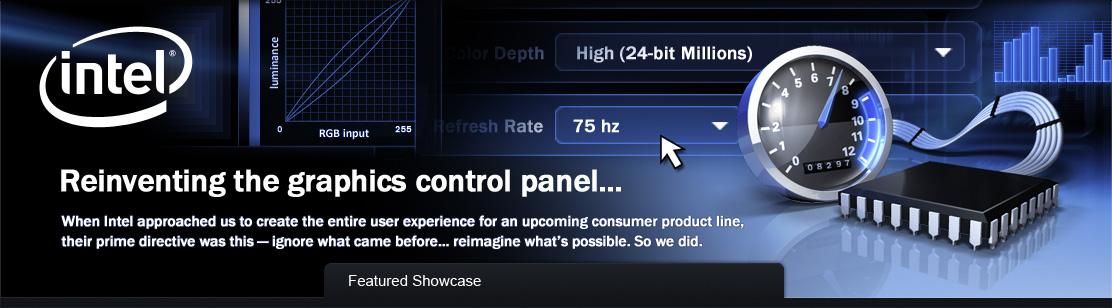 intel®
255
luminance
0
RGB input
255
Color Depth
High (24-bit Millions)
Refresh Rate
75 hz
0
1
2
4
5
6
7
8
9
10
11
12
08297
Reinventing the graphics control panel...
When Intel approached us to create the entire user experience for an upcoming consumer product line,
their prime directive was this — ignore what came before... reimagine what's possible. So we did.
Featured Showcase